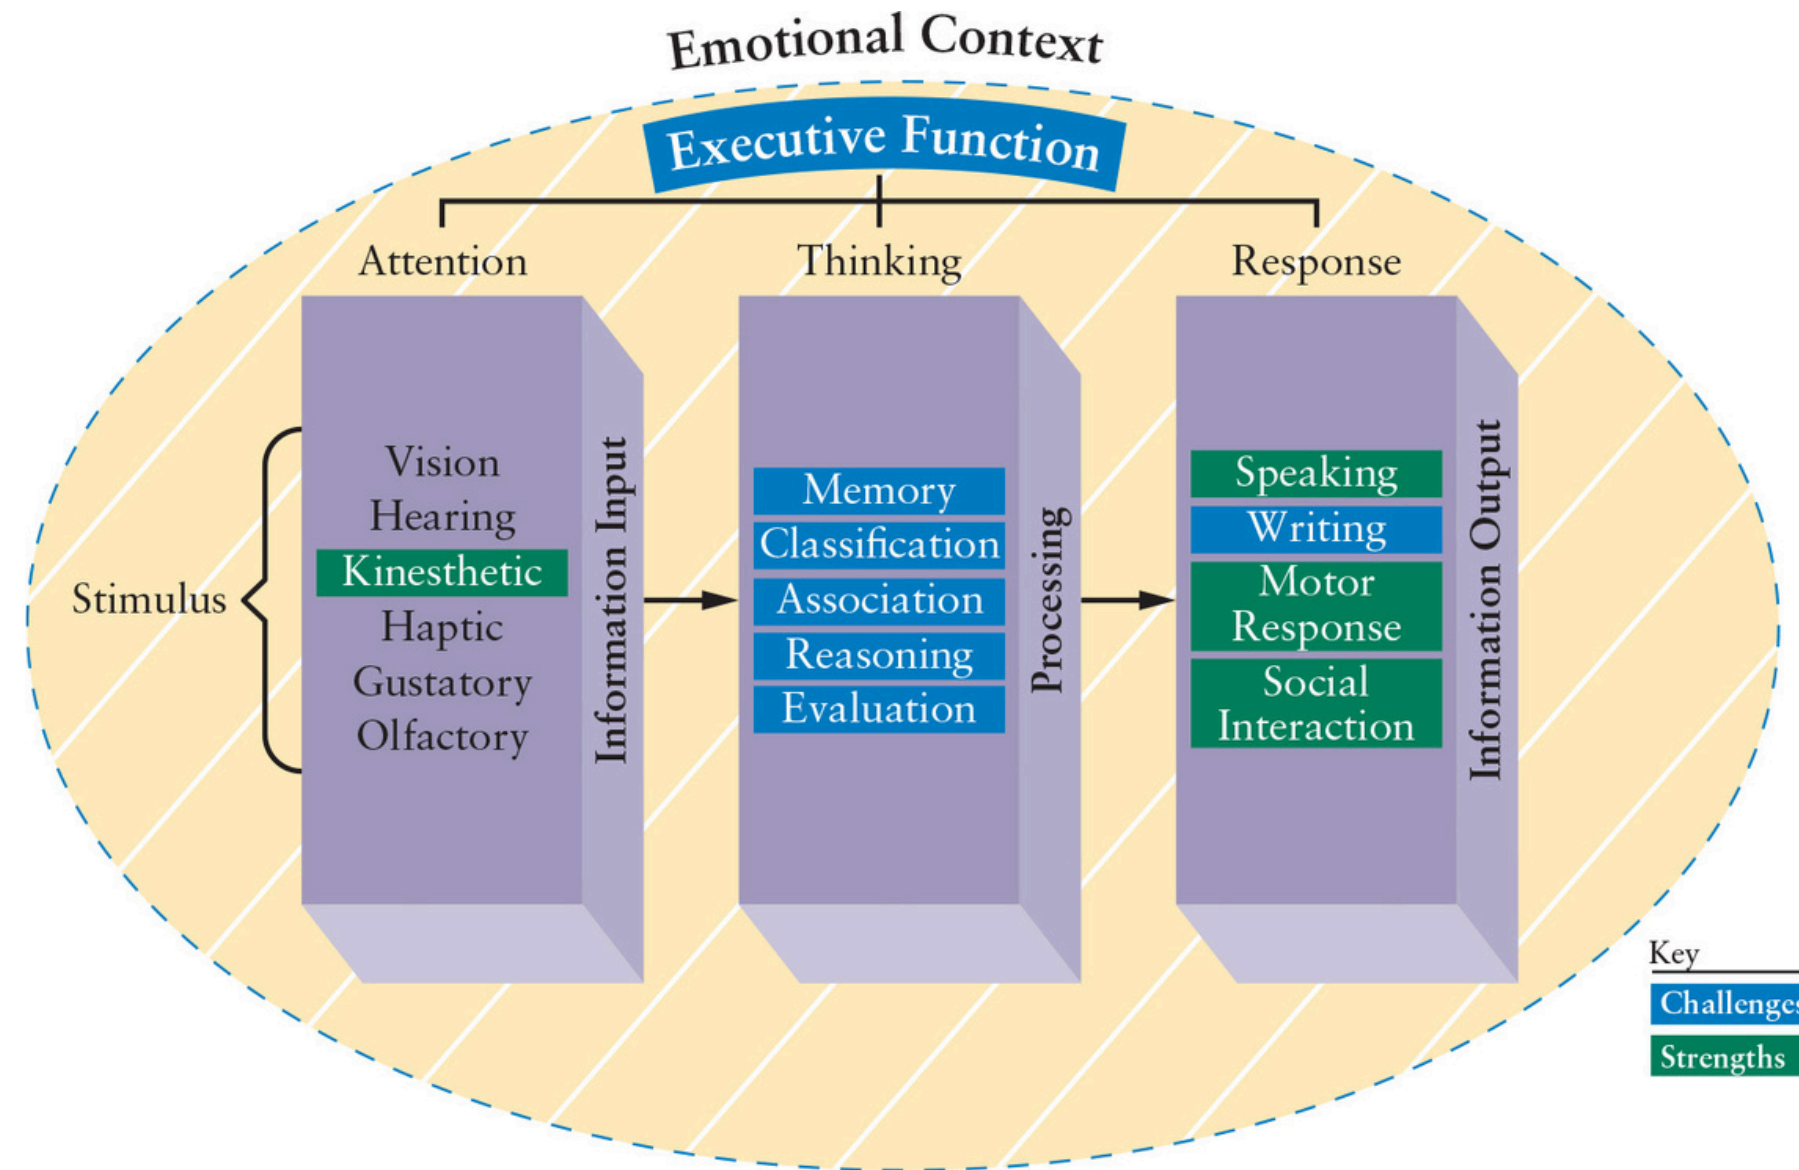 Emotional Context
Executive Function
Attention
Thinking
Response
Stimulus
Vision
Hearing
Kinesthetic
Haptic
Gustatory
Olfactory
Information Input
Memory
Classification
Association
Reasoning
Evaluation
Processing
Speaking
Writing
Motor
Response
Social
Interaction
Information Output
Key
Challenges
Strengths